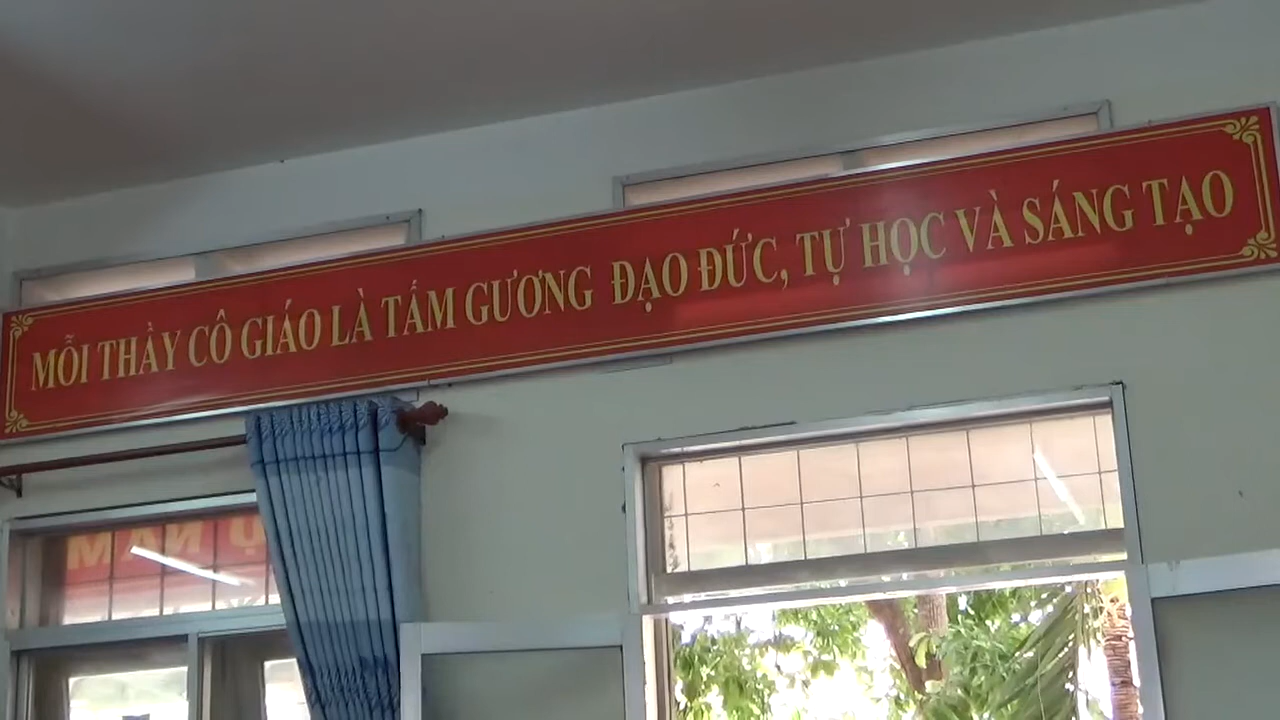 MỖI THẦY CÔ GIÁO LÀ TẤM GƯƠNG ĐẠO ĐỨC, TỰ HỌC VÀ SÁNG TẠO